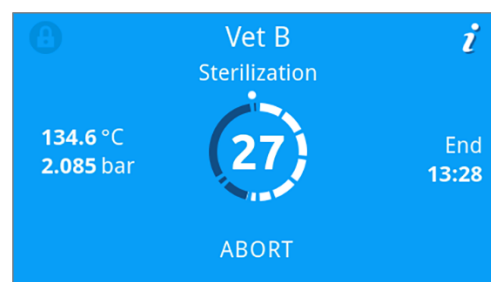 i
Vet B
Sterilization
134.6 °C
2.085 bar
27
End
13:28
ABORT